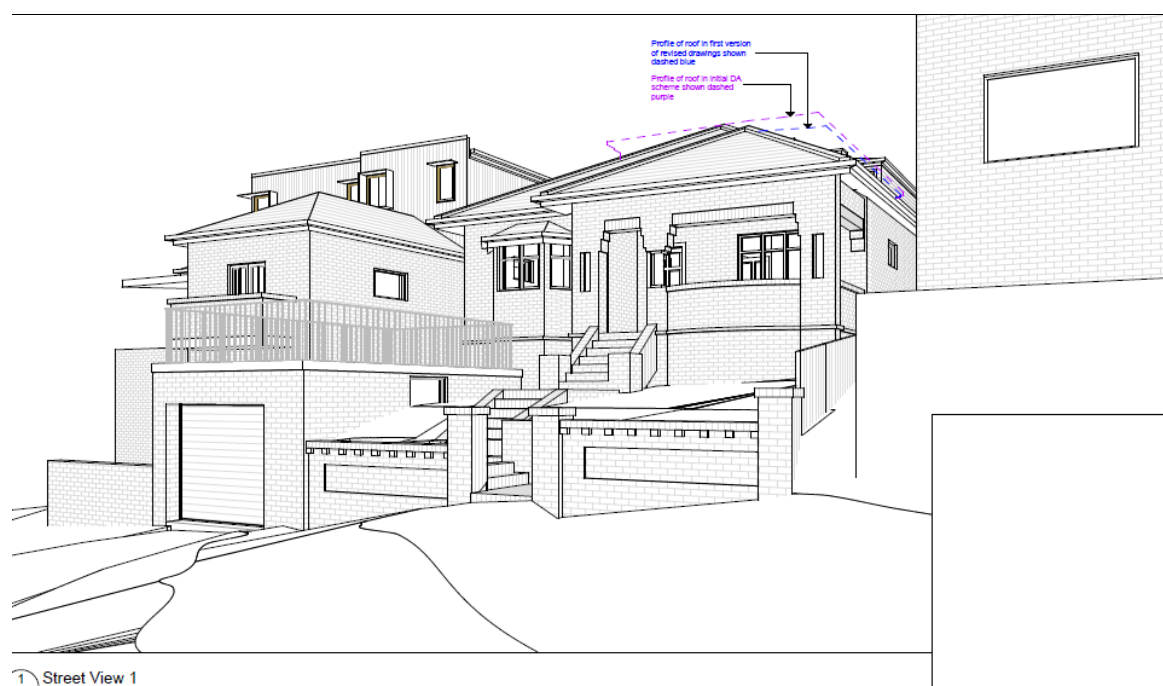 Profile of roof in first version
of revised drawings shown
dashed blue
Profile of roof in initial DA
scheme shown dashed
purple
1 Street View 1